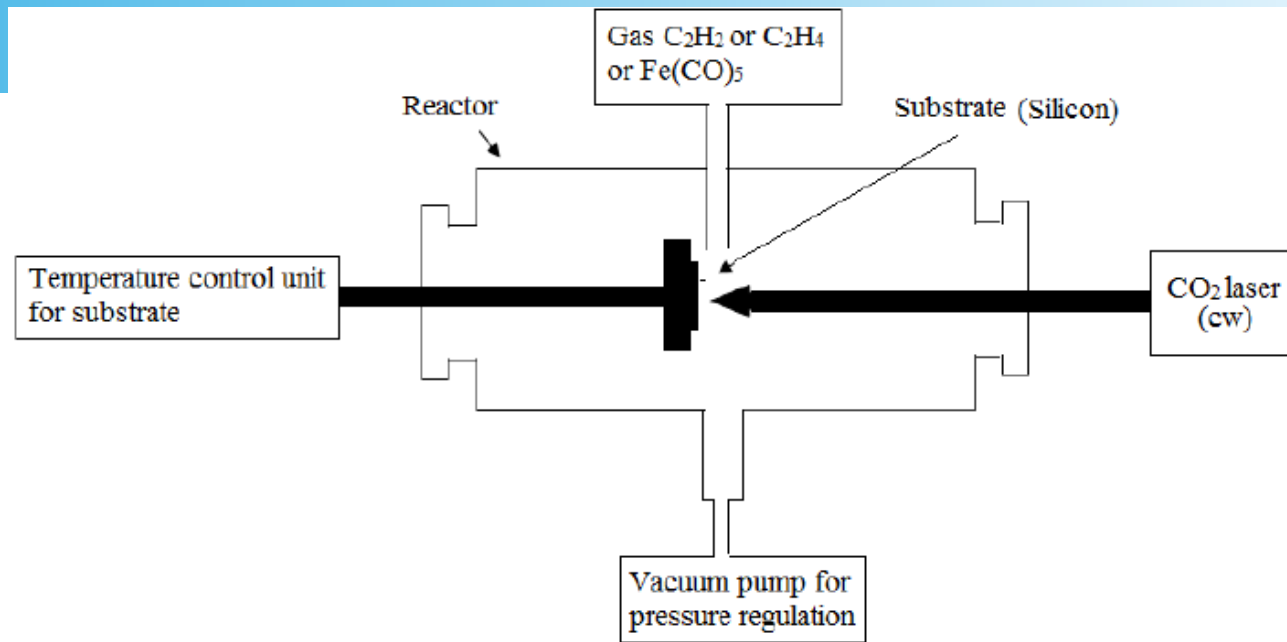 Gas C₂H₂ or C₂H₄
or Fe(CO)₅
Reactor
Substrate (Silicon)
Temperature control unit
for substrate
CO₂ laser
(cw)
Vacuum pump for
pressure regulation